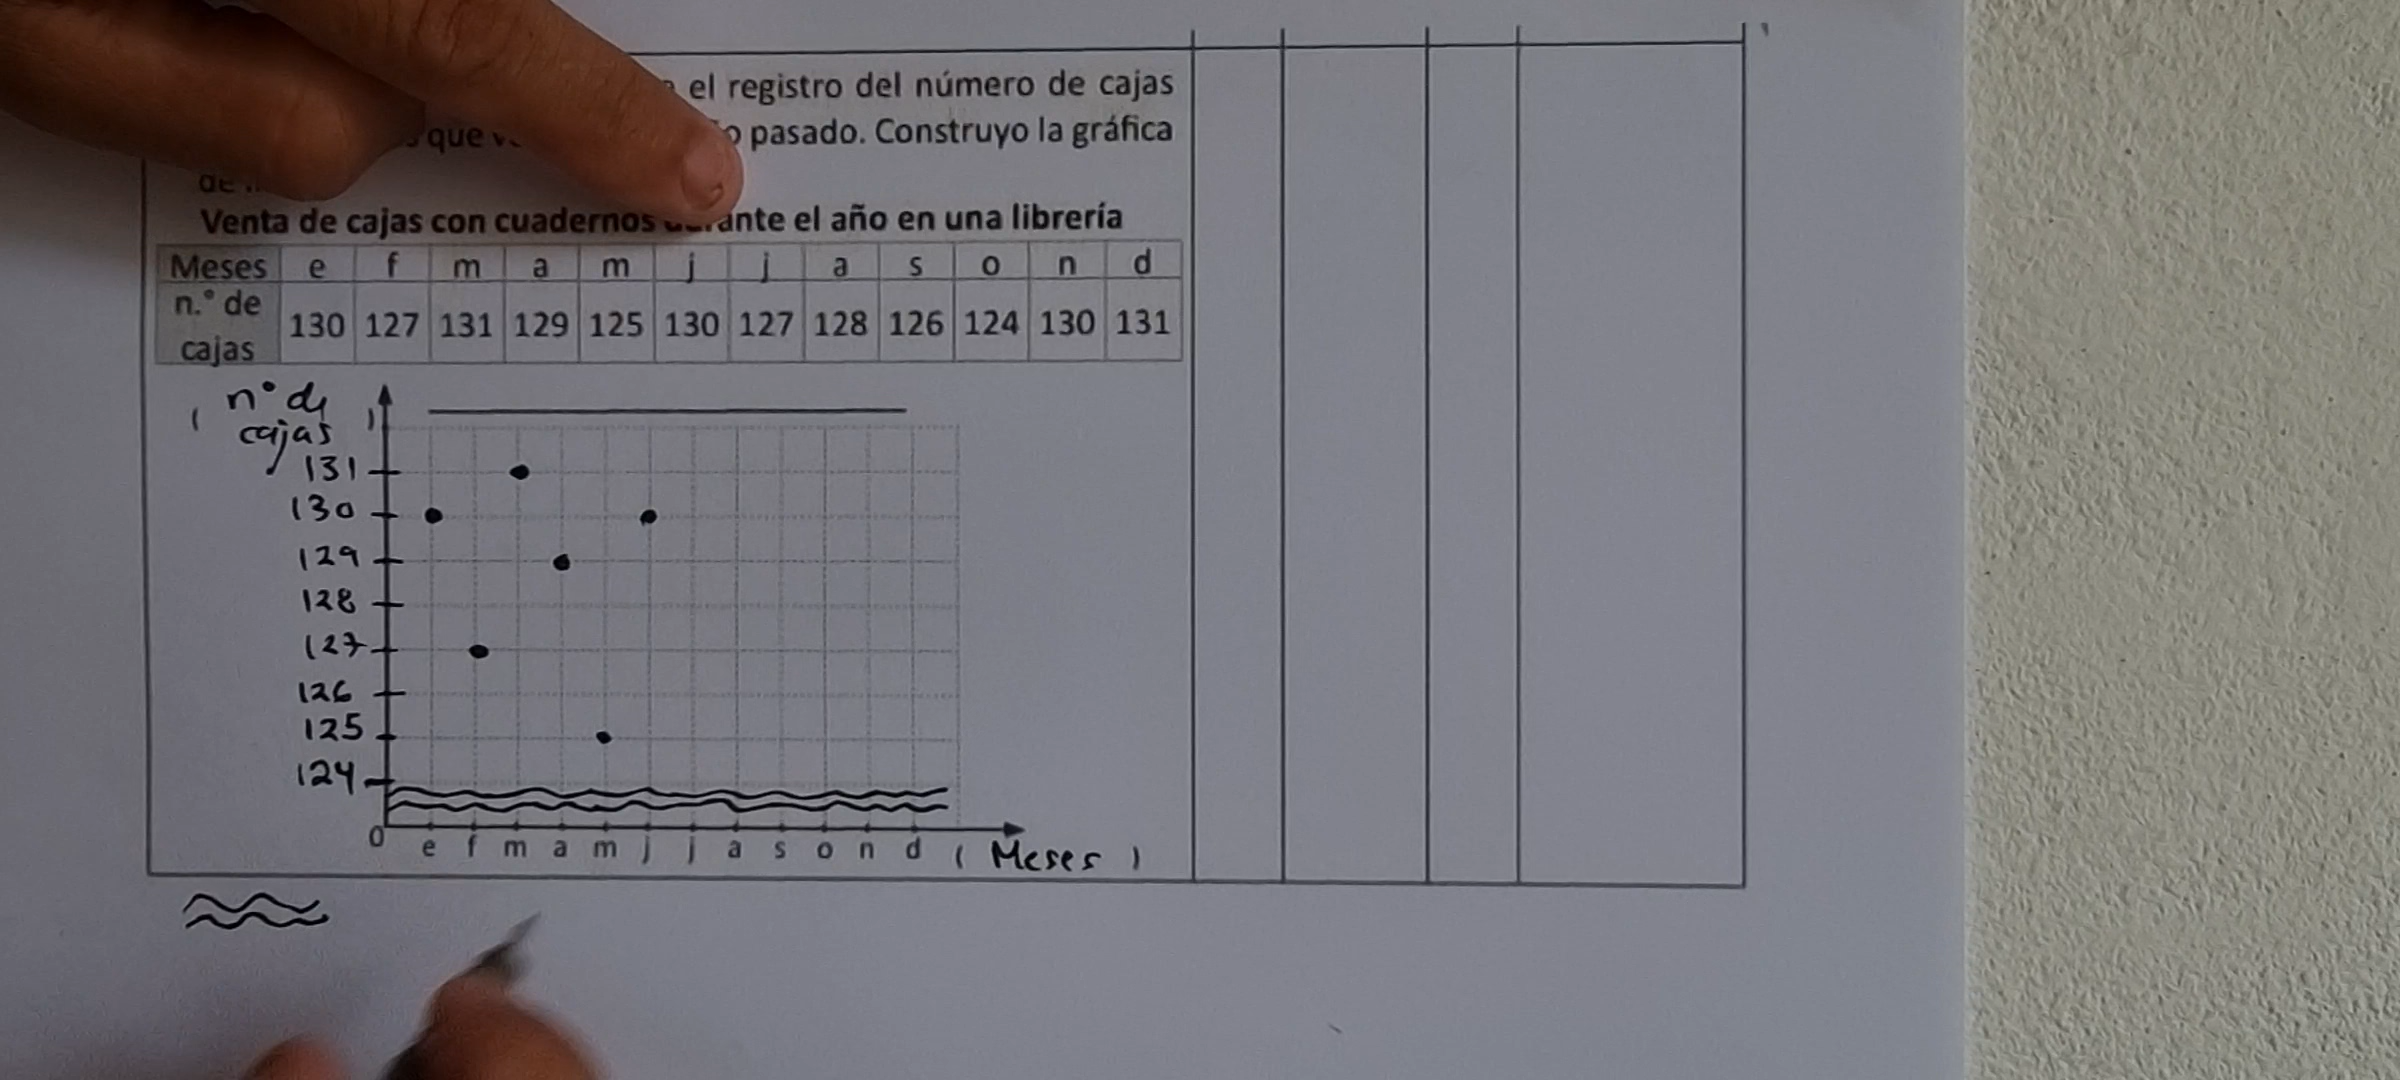 el registro del número de cajas
que pasado. Construyo la gráfica
de
Venta de cajas con cuadernos el año en una librería
Meses e f m a m j j a s o n d
n.° de cajas 130 127 131 129 125 130 127 128 126 124 130 131
( n° de )
cajas
131
130
129
128
127
126
125
124
0 e f m a m j j a s o n d ( Meses )